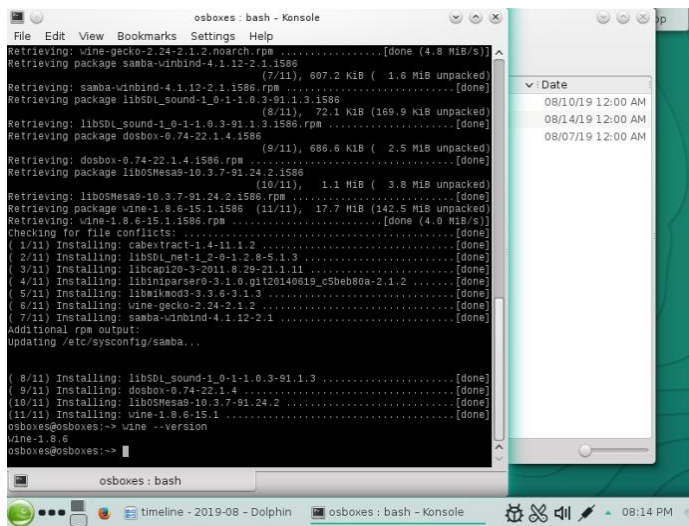 osboxes : bash - Konsole
File Edit View Bookmarks Settings Help
Retrieving: wine-gecko-2.24-2.1.2.noarch.rpm ................[done (4.8 MiB/s)]
Retrieving package samba-winbind-4.1.12-2.1.i586
(7/11), 607.2 KiB ( 1.6 MiB unpacked)
Retrieving: samba-winbind-4.1.12-2.1.i586.rpm ..........................[done]
Retrieving package libSDL_sound-1_0-1-1.0.3-91.1.3.i586
(8/11), 72.1 KiB (169.9 KiB unpacked)
Retrieving: libSDL_sound-1_0-1-1.0.3-91.1.3.i586.rpm ...................[done]
Retrieving package dosbox-0.74-22.1.4.i586
(9/11), 686.6 KiB ( 2.5 MiB unpacked)
Retrieving: dosbox-0.74-22.1.4.i586.rpm ................................[done]
Retrieving package libOSMesa9-10.3.7-91.24.2.i586
(10/11), 1.1 MiB ( 3.8 MiB unpacked)
Retrieving: libOSMesa9-10.3.7-91.24.2.i586.rpm .........................[done]
Retrieving package wine-1.8.6-15.1.i586 (11/11), 17.7 MiB (142.5 MiB unpacked)
Retrieving: wine-1.8.6-15.1.i586.rpm ........................[done (4.0 MiB/s)]
Checking for file conflicts: ...........................................[done]
( 1/11) Installing: cabextract-1.4-11.1.2 ..............................[done]
( 2/11) Installing: libSDL_net-1_2-0-1.2.8-5.1.3 .......................[done]
( 3/11) Installing: libcapi20-3-2011.8.29-21.1.11 ......................[done]
( 4/11) Installing: libiniparser0-3.1.0.git20140619_c5beb80a-2.1.2 .......[done]
( 5/11) Installing: libmikmod3-3.3.6-3.1.3 .............................[done]
( 6/11) Installing: wine-gecko-2.24-2.1.2 ..............................[done]
( 7/11) Installing: samba-winbind-4.1.12-2.1 ...........................[done]
Additional rpm output:
Updating /etc/sysconfig/samba...
( 8/11) Installing: libSDL_sound-1_0-1-1.0.3-91.1.3 ....................[done]
( 9/11) Installing: dosbox-0.74-22.1.4 .................................[done]
(10/11) Installing: libOSMesa9-10.3.7-91.24.2 ..........................[done]
(11/11) Installing: wine-1.8.6-15.1 ....................................[done]
osboxes@osboxes:~> wine --version
wine-1.8.6
osboxes@osboxes:~>
osboxes : bash
Date
08/10/19 12:00 AM
08/14/19 12:00 AM
08/07/19 12:00 AM
timeline - 2019-08 – Dolphin
osboxes : bash – Konsole
08:14 PM